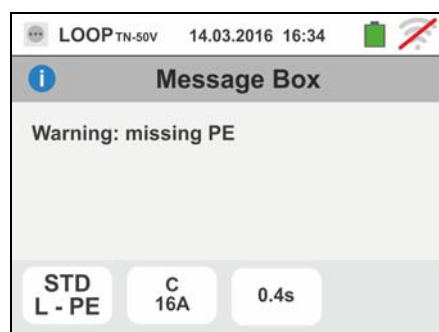 LOOP TN-50V 14.03.2016 16:34
i Message Box
Warning: missing PE
STD C 0.4s
L - PE 16A